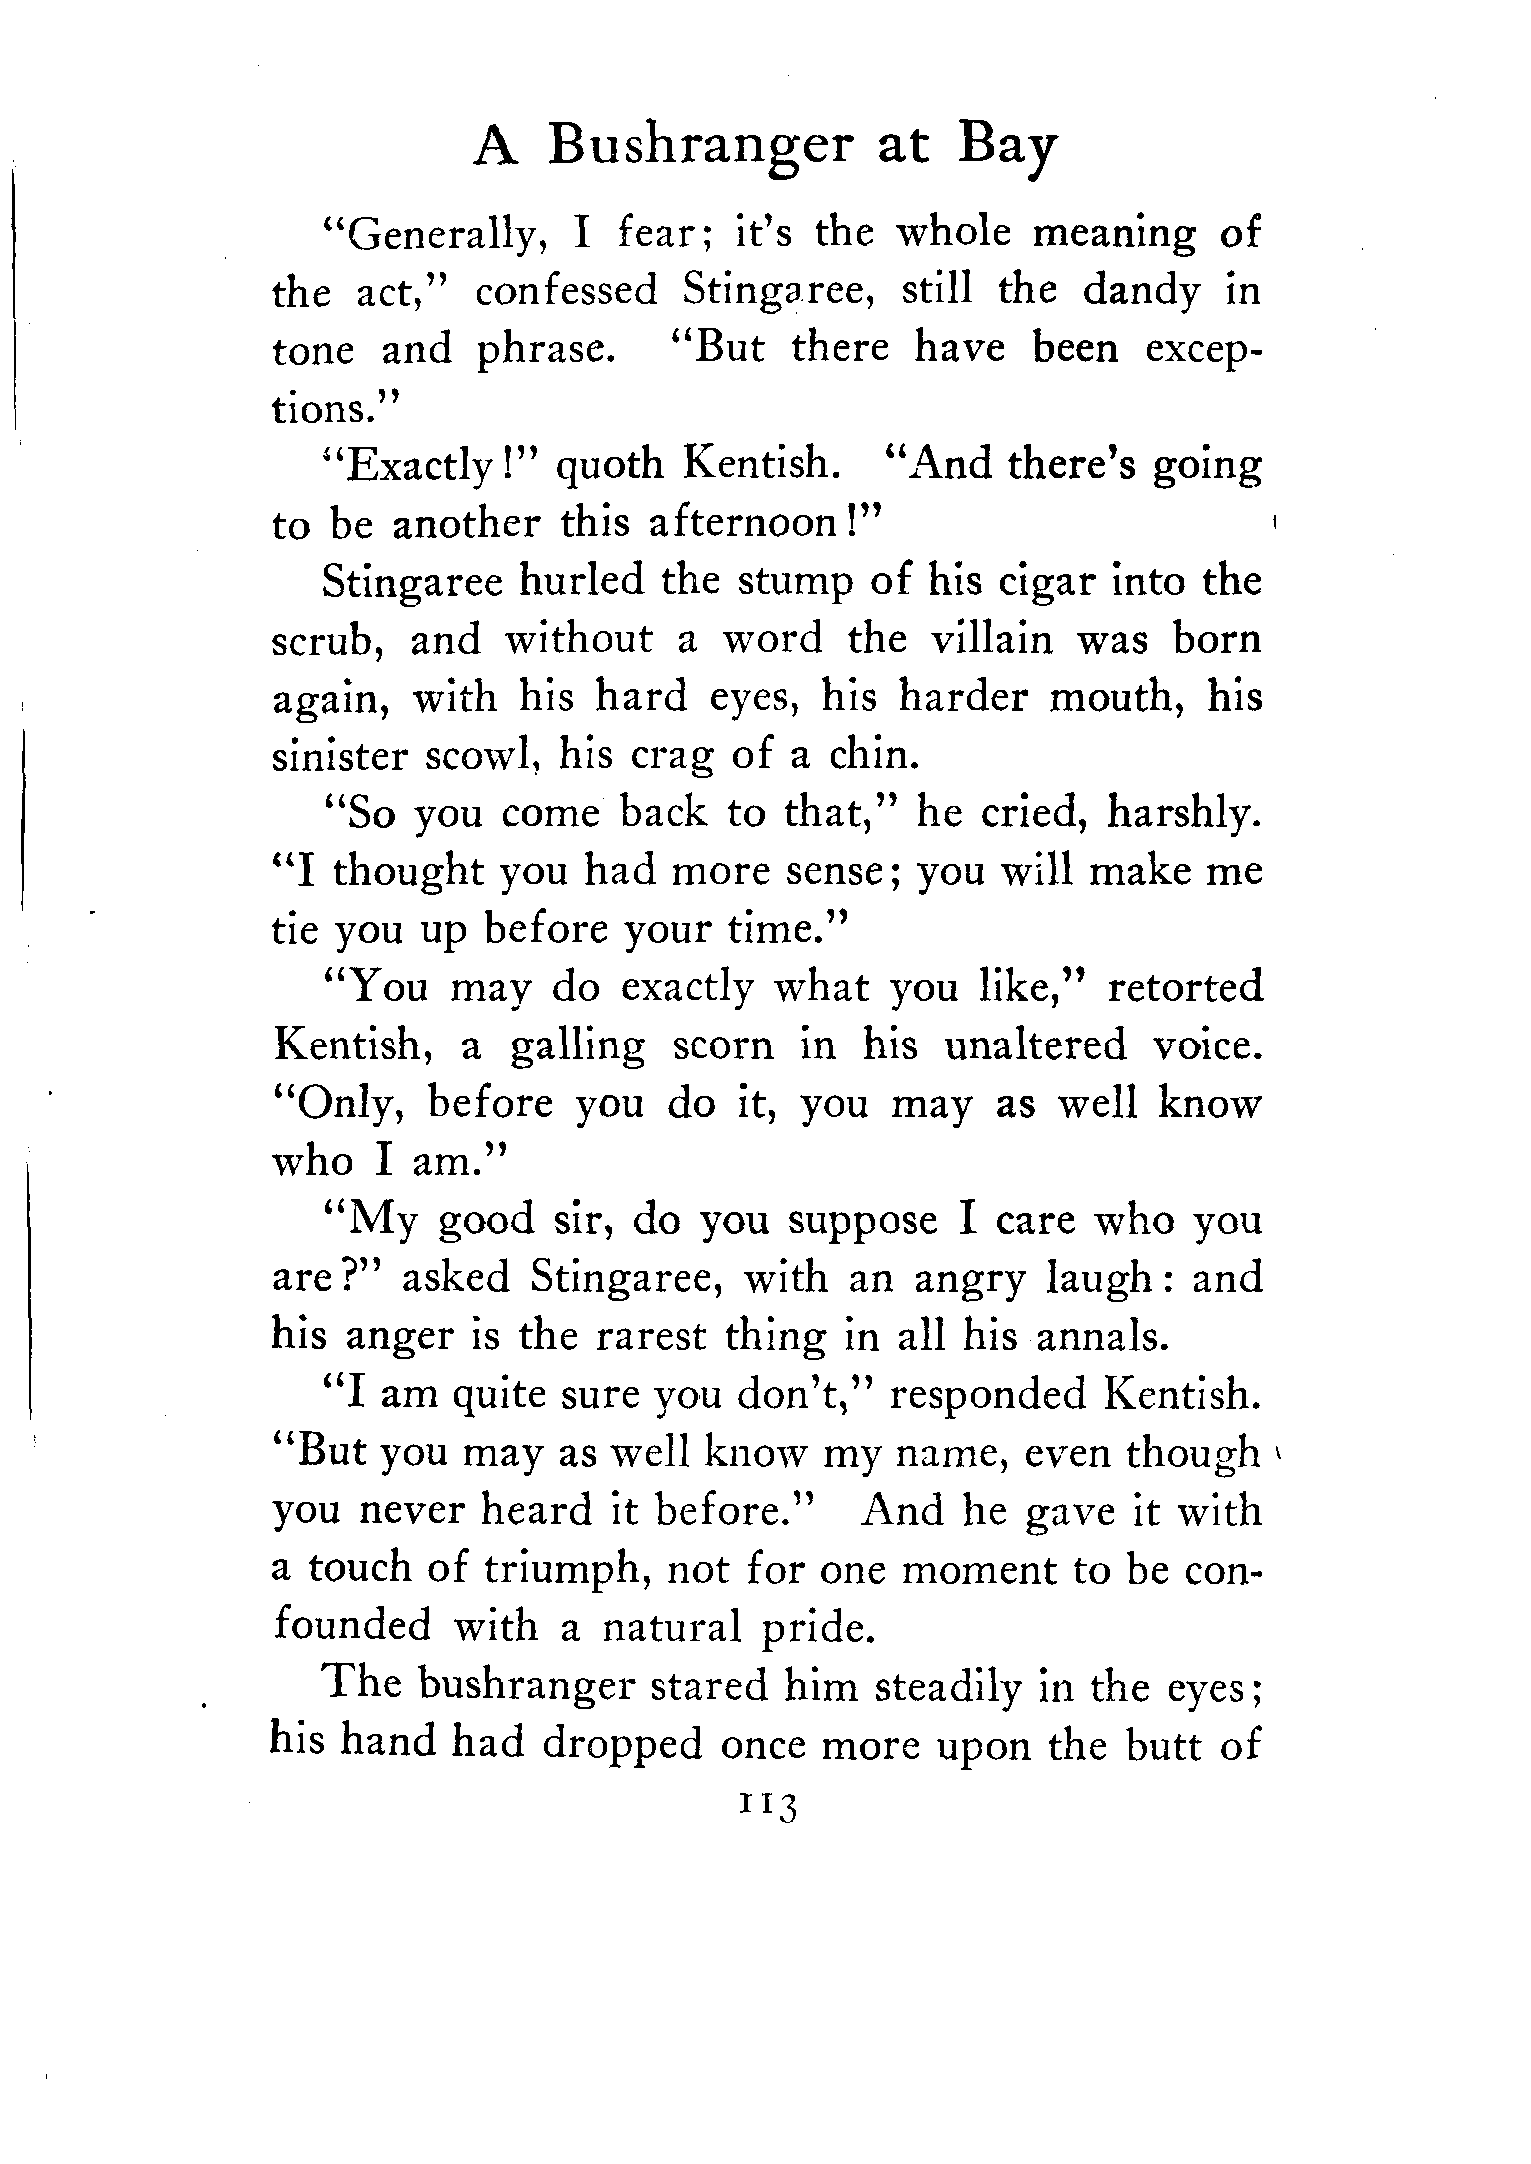 A Bushranger at Bay
“Generally, I fear; it’s the whole meaning of
the act,” confessed Stingaree, still the dandy in
tone and phrase. “But there have been excep-
tions.”
“Exactly!” quoth Kentish. “And there’s going
to be another this afternoon!”
Stingaree hurled the stump of his cigar into the
scrub, and without a word the villain was born
again, with his hard eyes, his harder mouth, his
sinister scowl, his crag of a chin.
“So you come back to that,” he cried, harshly.
“I thought you had more sense; you will make me
tie you up before your time.”
“You may do exactly what you like,” retorted
Kentish, a galling scorn in his unaltered voice.
“Only, before you do it, you may as well know
who I am.”
“My good sir, do you suppose I care who you
are?” asked Stingaree, with an angry laugh: and
his anger is the rarest thing in all his annals.
“I am quite sure you don’t,” responded Kentish.
“But you may as well know my name, even though
you never heard it before.” And he gave it with
a touch of triumph, not for one moment to be con-
founded with a natural pride.
The bushranger stared him steadily in the eyes;
his hand had dropped once more upon the butt of
113